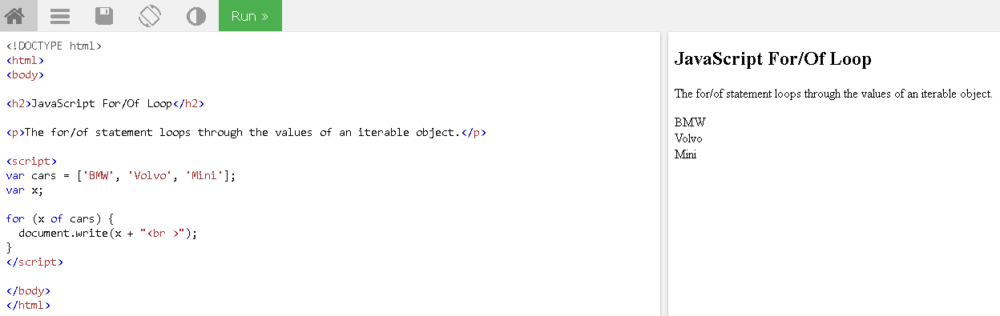 Run »
<!DOCTYPE html>
<html>
<body>
<h2>JavaScript For/Of Loop</h2>
<p>The for/of statement loops through the values of an iterable object.</p>
<script>
var cars = ['BMW', 'Volvo', 'Mini'];
var x;
for (x of cars) {
  document.write(x + "<br >");
}
</script>
</body>
</html>
JavaScript For/Of Loop
The for/of statement loops through the values of an iterable object.
BMW
Volvo
Mini